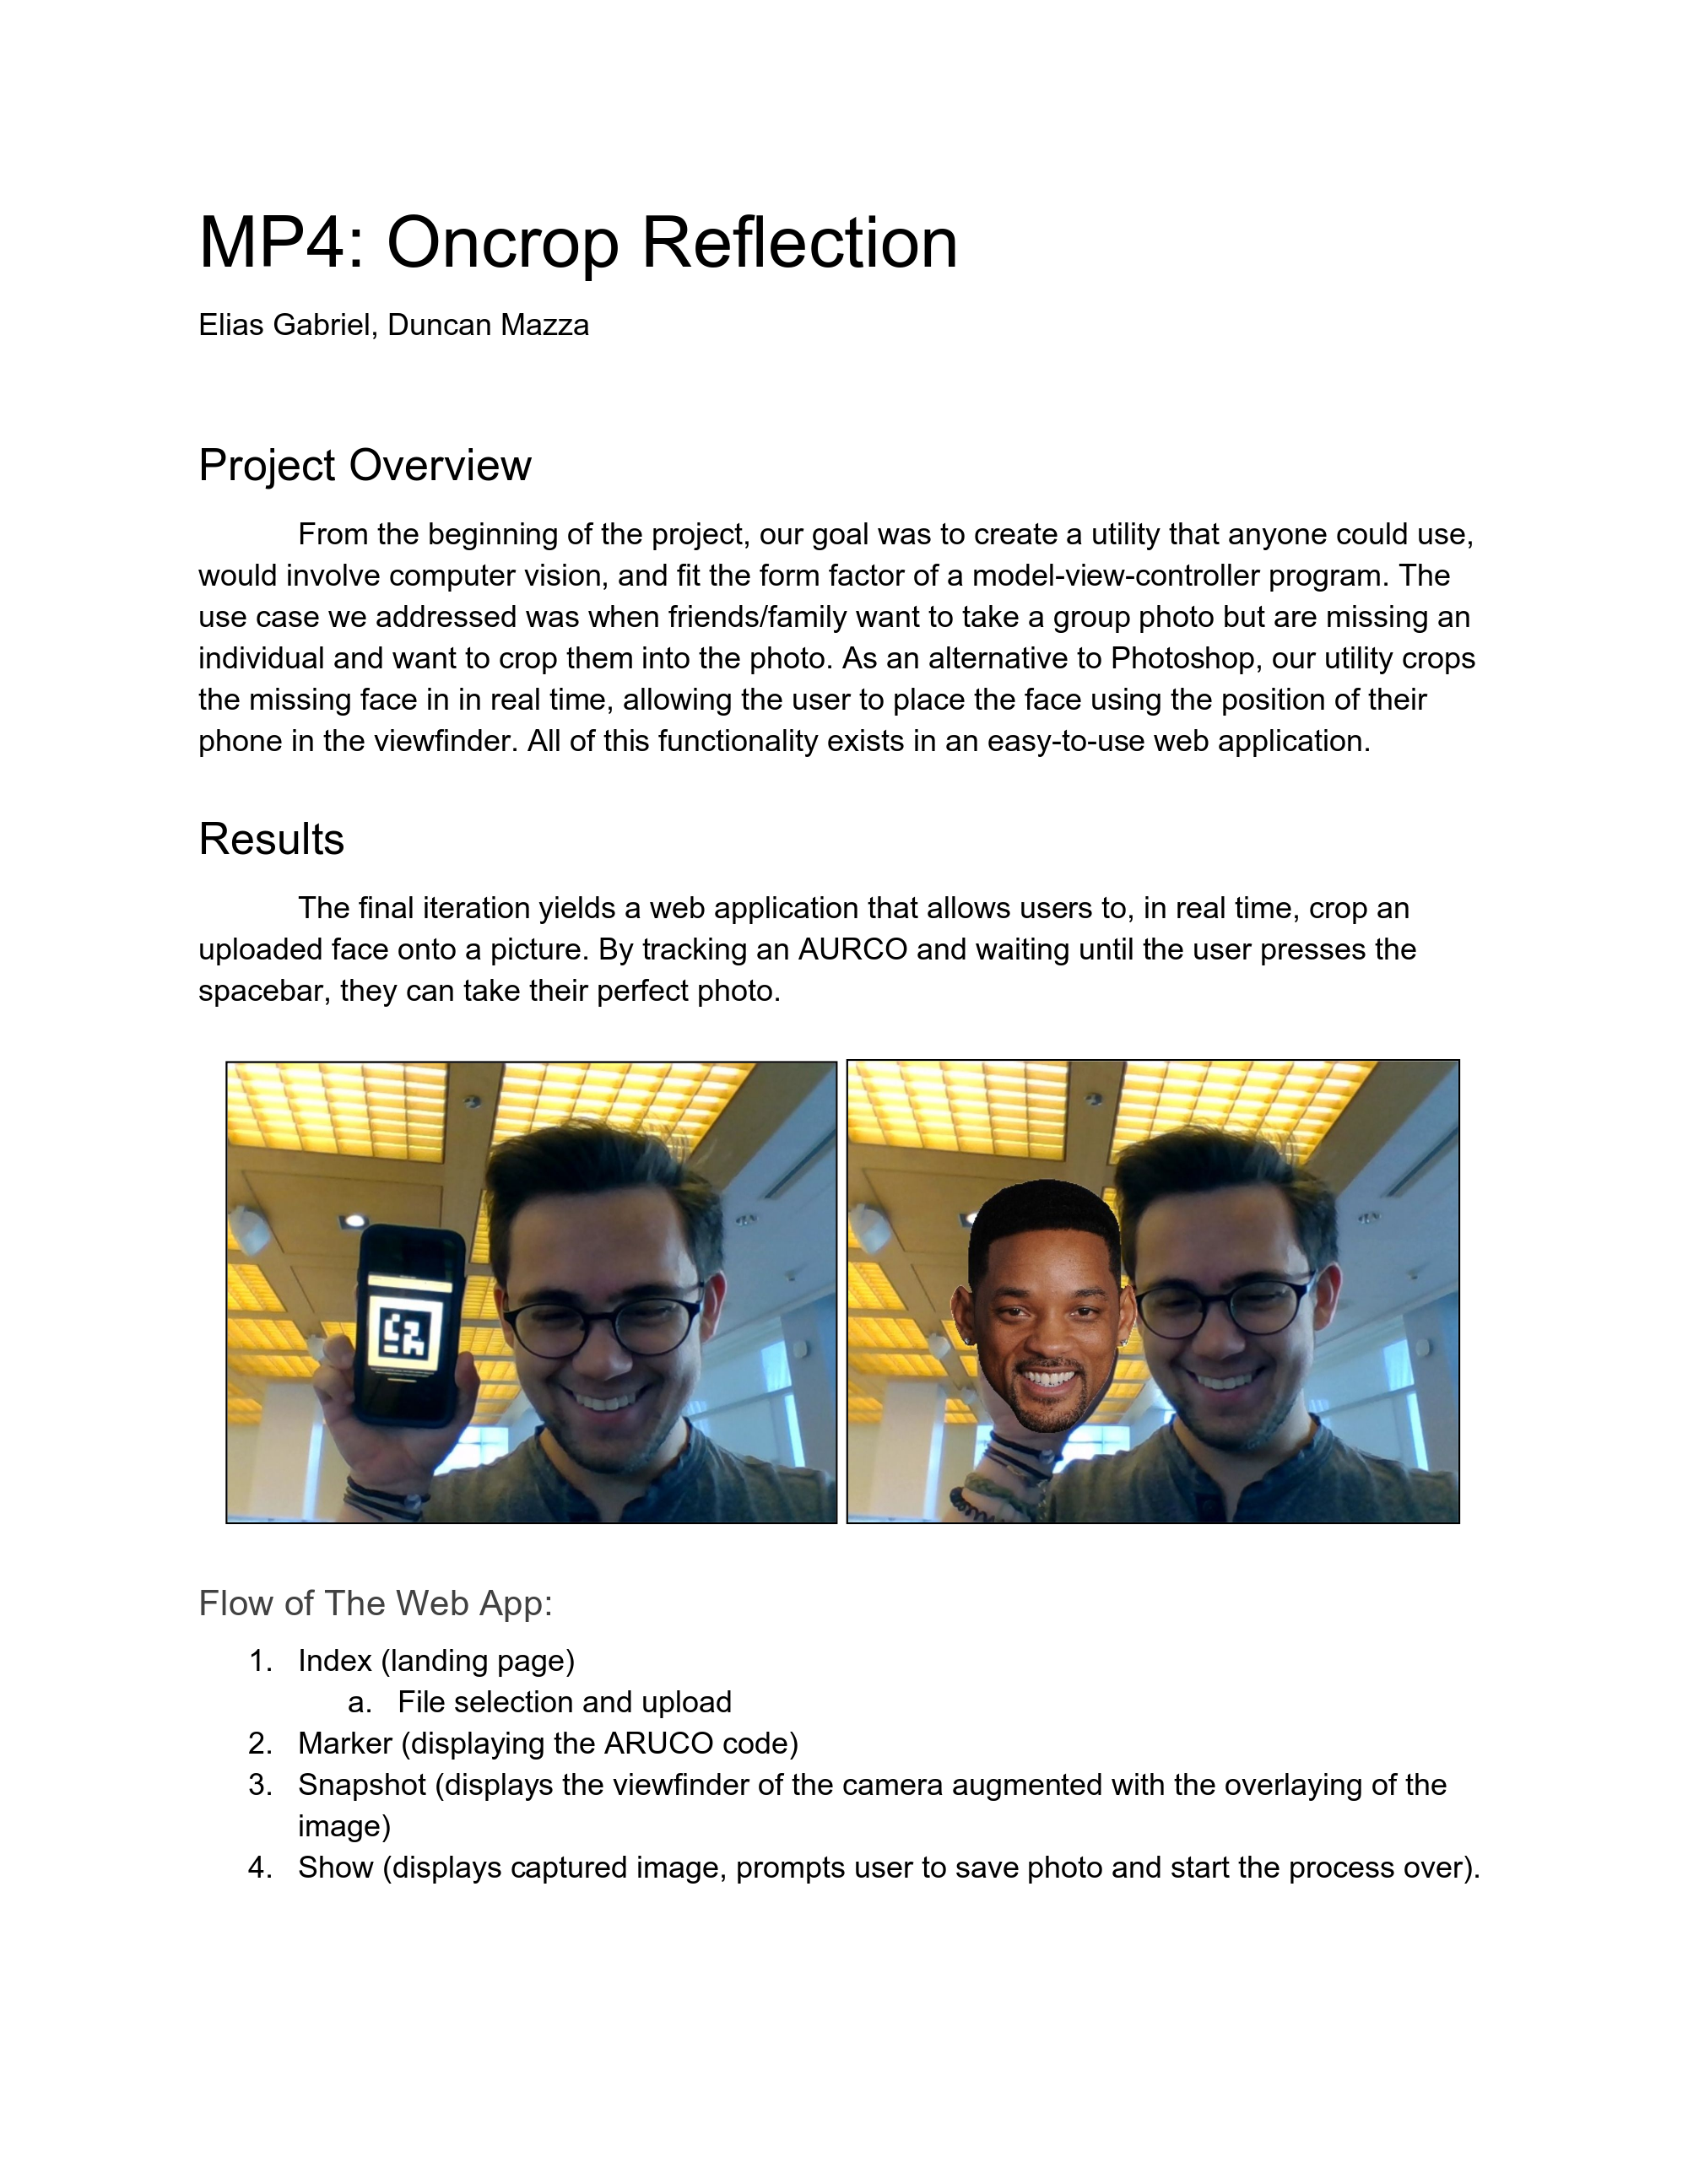 MP4: Oncrop Reflection
Elias Gabriel, Duncan Mazza
Project Overview
From the beginning of the project, our goal was to create a utility that anyone could use,
would involve computer vision, and fit the form factor of a model-view-controller program. The
use case we addressed was when friends/family want to take a group photo but are missing an
individual and want to crop them into the photo. As an alternative to Photoshop, our utility crops
the missing face in in real time, allowing the user to place the face using the position of their
phone in the viewfinder. All of this functionality exists in an easy-to-use web application.
Results
The final iteration yields a web application that allows users to, in real time, crop an
uploaded face onto a picture. By tracking an AURCO and waiting until the user presses the
spacebar, they can take their perfect photo.
Flow of The Web App:
1. Index (landing page)
a. File selection and upload
2. Marker (displaying the ARUCO code)
3. Snapshot (displays the viewfinder of the camera augmented with the overlaying of the
image)
4. Show (displays captured image, prompts user to save photo and start the process over).